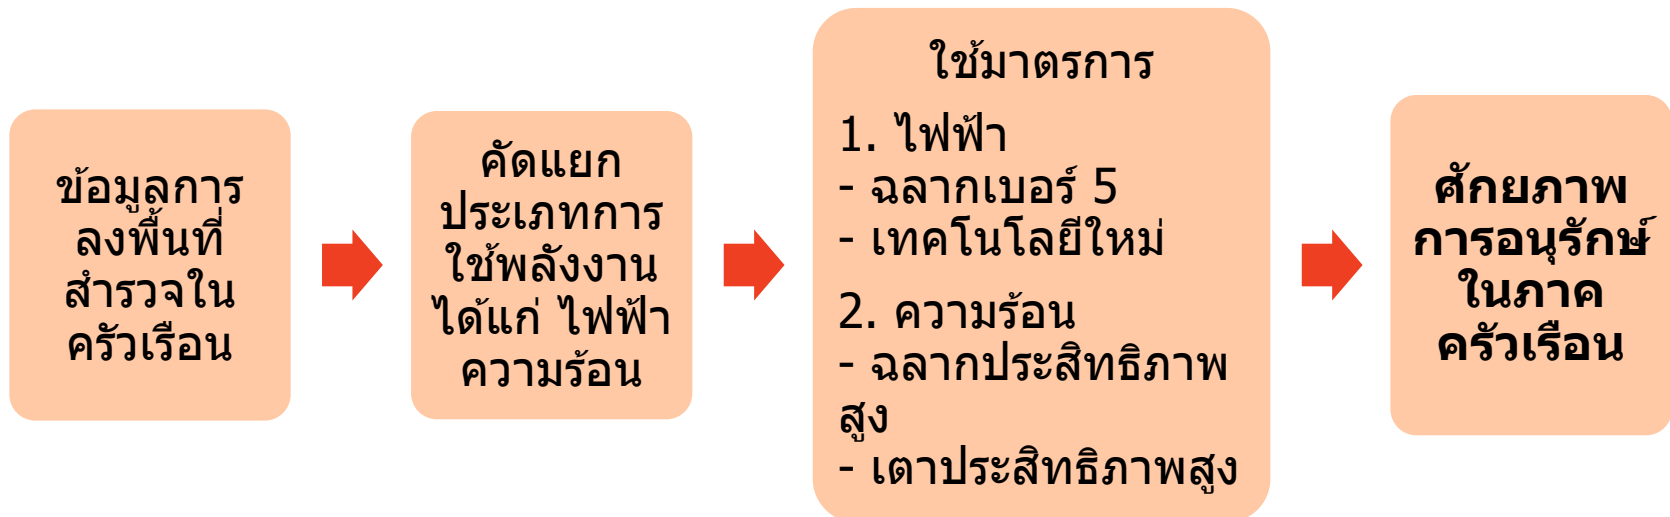 ข้อมูลการ
ลงพื้นที่
สำรวจใน
ครัวเรือน
คัดแยก
ประเภทการ
ใช้พลังงาน
ได้แก่ ไฟฟ้า
ความร้อน
ใช้มาตรการ
1. ไฟฟ้า
- ฉลากเบอร์ 5
- เทคโนโลยีใหม่
2. ความร้อน
- ฉลากประสิทธิภาพ
สูง
- เตาประสิทธิภาพสูง
ศักยภาพ
การอนุรักษ์
ในภาค
ครัวเรือน